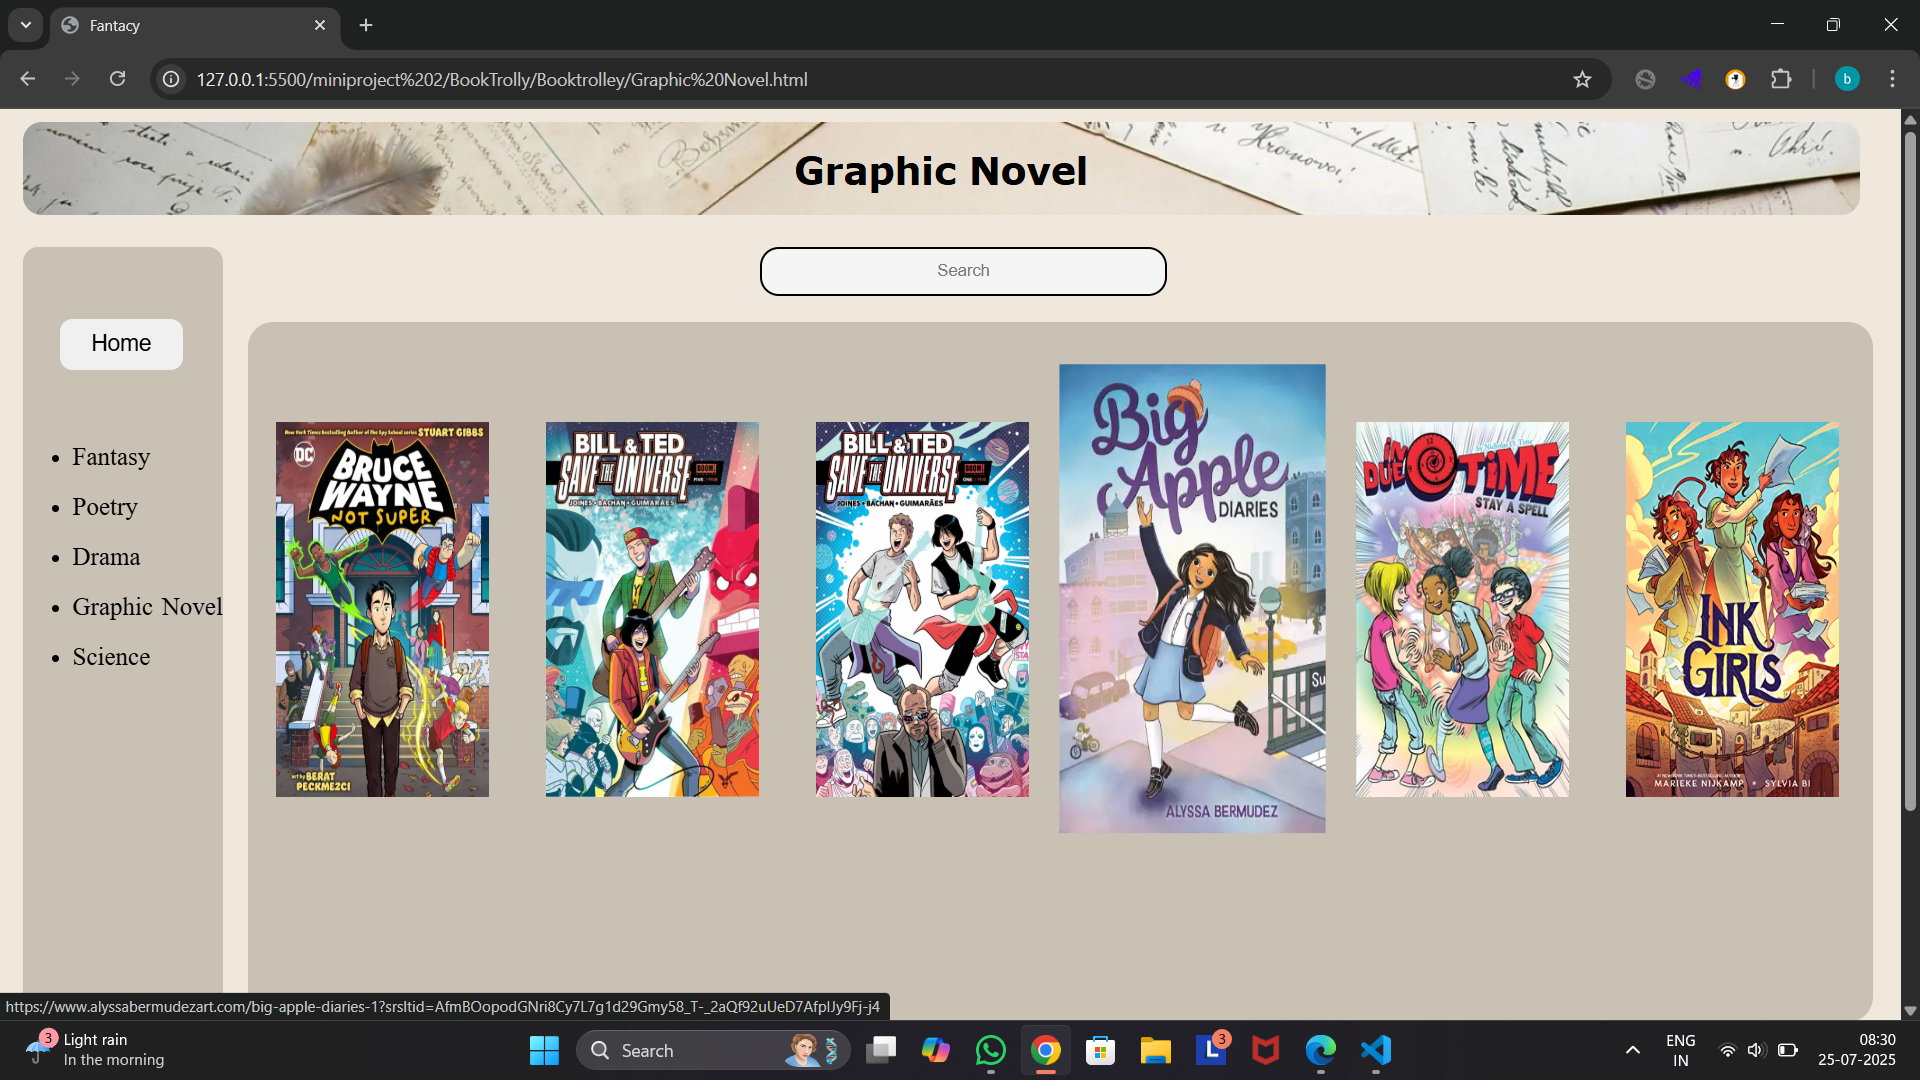 Fantacy
127.0.0.1:5500/miniproject%202/BookTrolly/Booktrolley/Graphic%20Novel.html
b
Graphic Novel
Search
Home
Fantasy
Poetry
Drama
Graphic Novel
Science
New York Times Bestselling Author of the Spy School series STUART GIBBS
DC
BRUCE
WAYNE
NOT SUPER
art by BERAT
PECKMEZCI
BILL & TED
SAVE THE UNIVERSE
BOOM!
FIVE OF FIVE
JOINES • BACHAN • GUIMARÃES
BILL & TED
SAVE THE UNIVERSE
BOOM!
ONE OF FIVE
JOINES • BACHAN • GUIMARÃES
Big
Apple
DIARIES
Su
ALYSSA BERMUDEZ
IN
DUE TIME
STAY A SPELL
INK
GIRLS
MARIEKE NIJKAMP • SYLVIA BI
https://www.alyssabermudezart.com/big-apple-diaries-1?srsltid=
3
Light rain
In the morning
Search
L
3
ENG
IN
08:30
25-07-2025